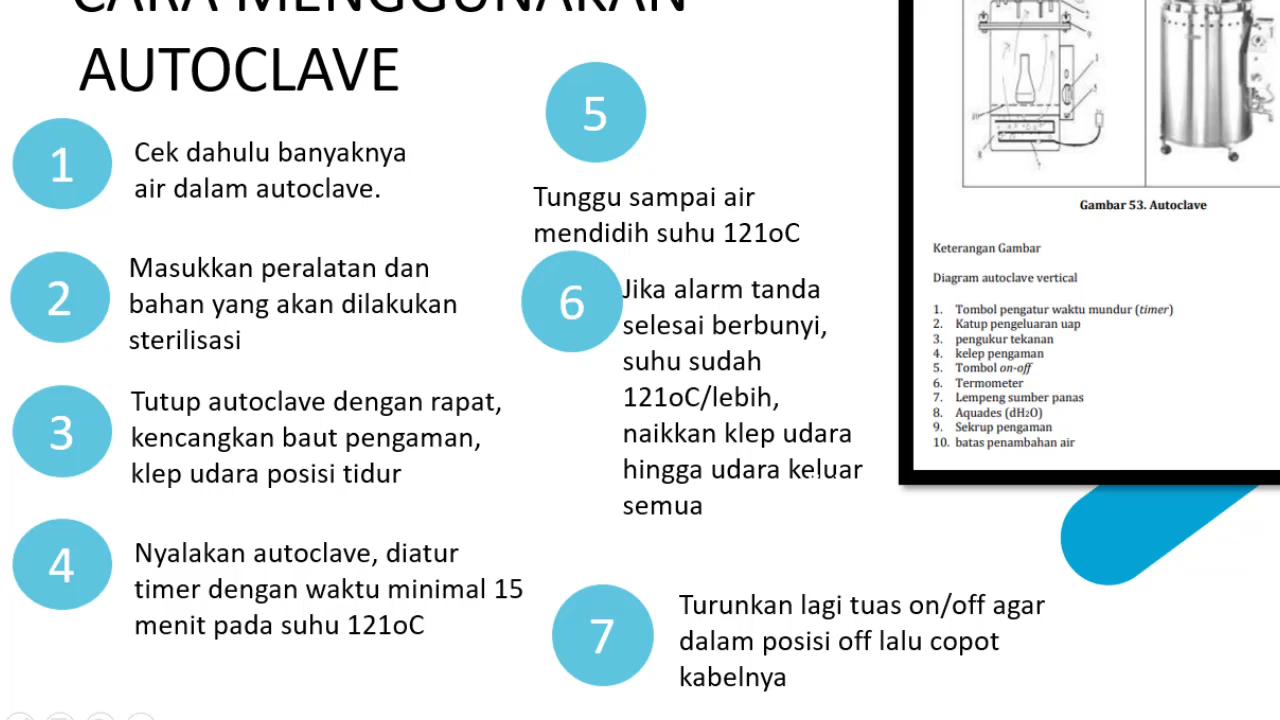 CARA MENGGUNAKAN
AUTOCLAVE
1
Cek dahulu banyaknya
air dalam autoclave.
2
Masukkan peralatan dan
bahan yang akan dilakukan
sterilisasi
3
Tutup autoclave dengan rapat,
kencangkan baut pengaman,
klep udara posisi tidur
4
Nyalakan autoclave, diatur
timer dengan waktu minimal 15
menit pada suhu 121oC
5
Tunggu sampai air
mendidih suhu 121oC
6
Jika alarm tanda
selesai berbunyi,
suhu sudah
121oC/lebih,
naikkan klep udara
hingga udara keluar
semua
7
Turunkan lagi tuas on/off agar
dalam posisi off lalu copot
kabelnya
Gambar 53. Autoclave
Keterangan Gambar
Diagram autoclave vertical
1. Tombol pengatur waktu mundur (timer)
2. Katup pengeluaran uap
3. pengukur tekanan
4. kelep pengaman
5. Tombol on-off
6. Termometer
7. Lempeng sumber panas
8. Aquades (dH2O)
9. Sekrup pengaman
10. batas penambahan air